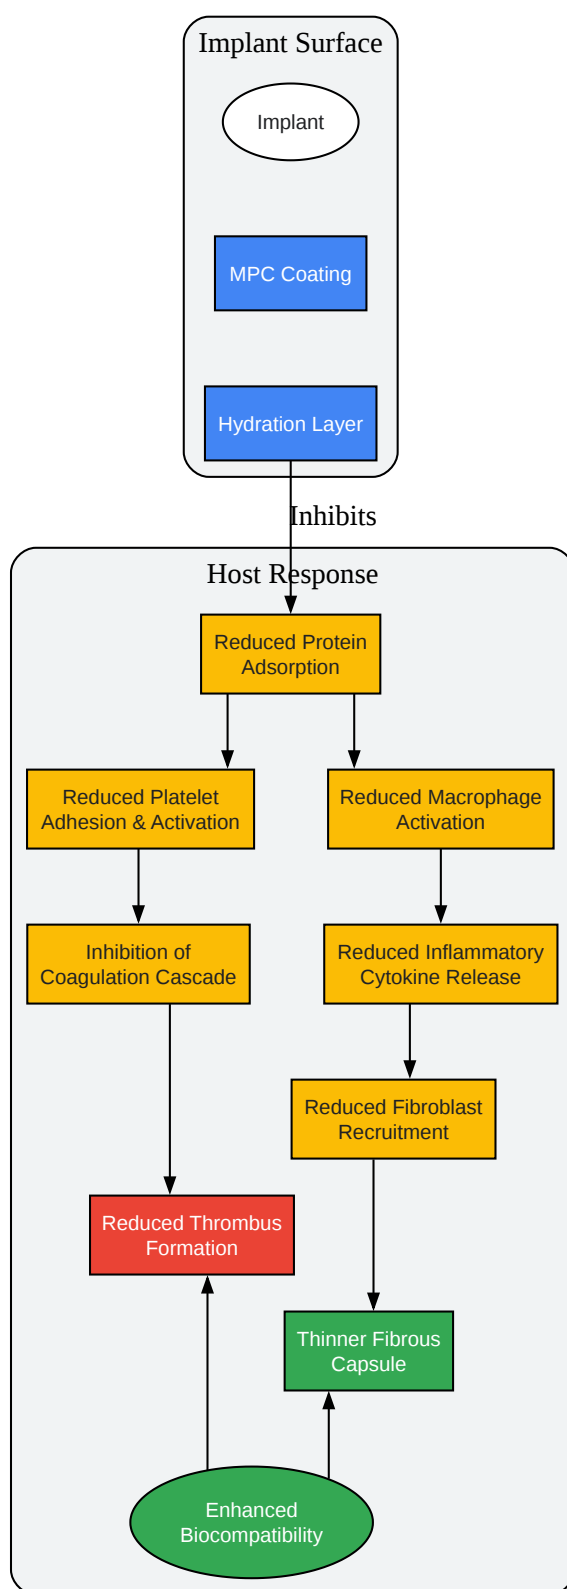 Implant Surface
Implant
MPC Coating
Hydration Layer
Inhibits
Host Response
Reduced Protein
Adsorption
Reduced Platelet
Adhesion & Activation
Reduced Macrophage
Activation
Inhibition of
Coagulation Cascade
Reduced Inflammatory
Cytokine Release
Reduced Fibroblast
Recruitment
Reduced Thrombus
Formation
Thinner Fibrous
Capsule
Enhanced
Biocompatibility